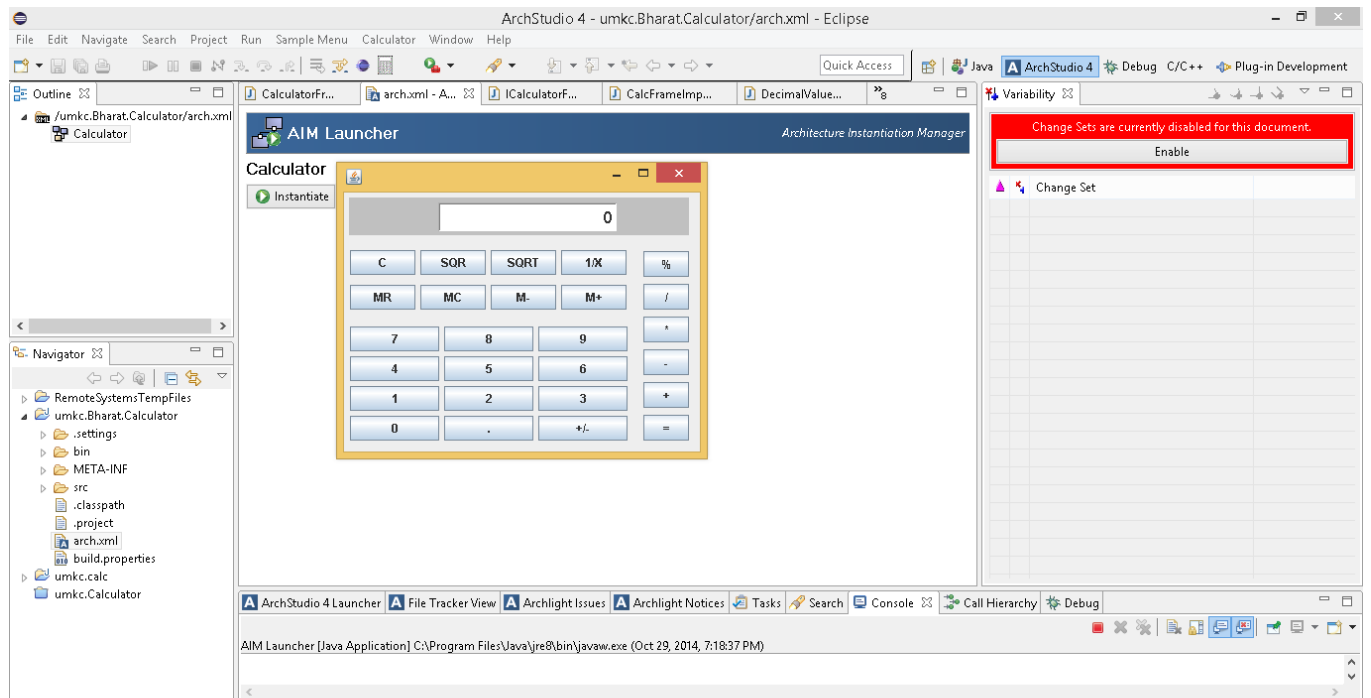 ArchStudio 4 - umkc.Bharat.Calculator/arch.xml - Eclipse
File Edit Navigate Search Project Run Sample Menu Calculator Window Help
Quick Access
Java
ArchStudio 4
Debug
C/C++
Plug-in Development
Outline
/umkc.Bharat.Calculator/arch.xml
Calculator
CalculatorFr...
arch.xml - A...
ICalculatorF...
CalcFrameImp...
DecimalValue...
»8
AIM Launcher
Architecture Instantiation Manager
Calculator
Instantiate
0
C SQR SQRT 1/X %
MR MC M- M+ /
7 8 9 *
4 5 6 -
1 2 3 +
0 . +/- =
Variability
Change Sets are currently disabled for this document.
Enable
Change Set
Navigator
RemoteSystemsTempFiles
umkc.Bharat.Calculator
.settings
bin
META-INF
src
.classpath
.project
arch.xml
build.properties
umkc.calc
umkc.Calculator
ArchStudio 4 Launcher
File Tracker View
Archlight Issues
Archlight Notices
Tasks
Search
Console
Call Hierarchy
Debug
AIM Launcher [Java Application] C:\Program Files\Java\jre8\bin\javaw.exe (Oct 29, 2014, 7:18:37 PM)